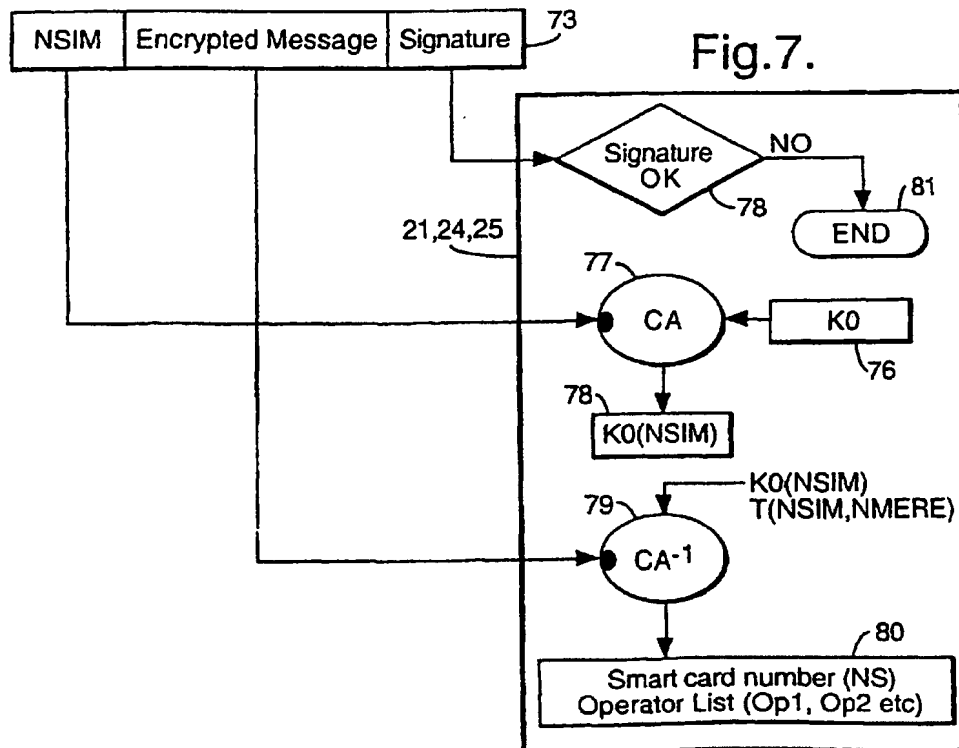 NSIM Encrypted Message Signature 73
Fig.7.
Signature
OK
NO
78
81
END
21,24,25
77
CA
K0
76
78
K0(NSIM)
K0(NSIM)
T(NSIM,NMERE)
79
CA-1
80
Smart card number (NS)
Operator List (Op1, Op2 etc)